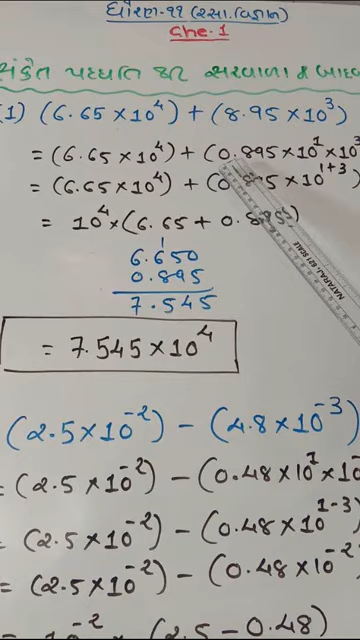 ધોરણ-૧૧ (રસા. વિજ્ઞાન)
Che. 1
સંકેત પદ્ધતિ
1) (6.65×10⁴) + (8.95×10³)
= (6.65×10⁴) + (0.895×10¹×10³
= (6.65×10⁴) + (0.895×10¹⁺³)
= 10⁴×(6.65 + 0.895)
1
6.650
0.895
7.545
= 7.545×10⁴
(2.5×10⁻²) - (4.8×10⁻³)
= (2.5×10⁻²) - (0.48×10¹×10
= (2.5×10⁻²) - (0.48×10¹⁻³)
= (2.5×10⁻²) - (0.48×10⁻²
= 10⁻² × (2.5 - 0.48)
NATARAJ 621 SCALE